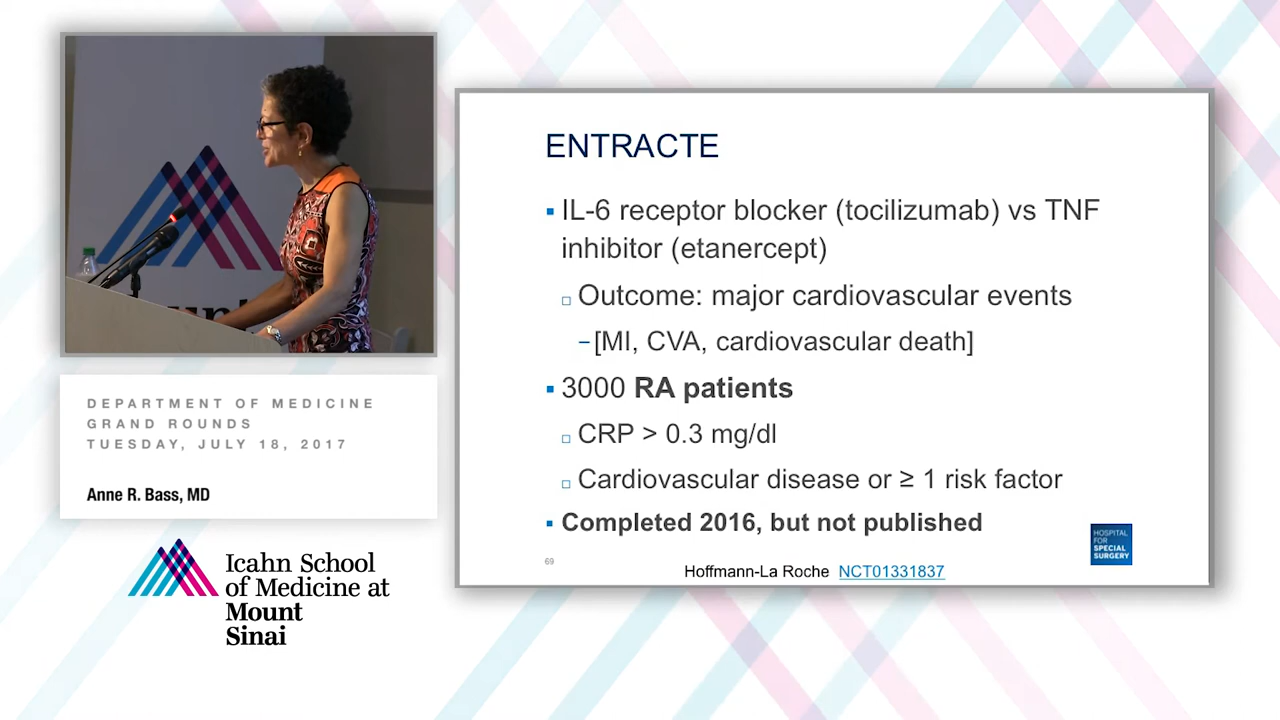 ENTRACTE
▪ IL-6 receptor blocker (tocilizumab) vs TNF
inhibitor (etanercept)
□ Outcome: major cardiovascular events
–[MI, CVA, cardiovascular death]
▪ 3000 RA patients
□ CRP > 0.3 mg/dl
□ Cardiovascular disease or ≥ 1 risk factor
▪ Completed 2016, but not published
69
Hoffmann-La Roche NCT01331837
HOSPITAL
FOR
SPECIAL
SURGERY
DEPARTMENT OF MEDICINE
GRAND ROUNDS
TUESDAY, JULY 18, 2017
Anne R. Bass, MD
Icahn School
of Medicine at
Mount
Sinai